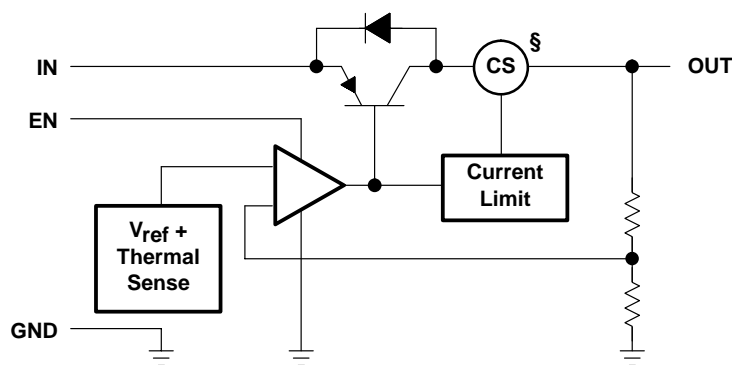 §
IN
CS
OUT
EN
Current
Limit
Vref +
Thermal
Sense
GND